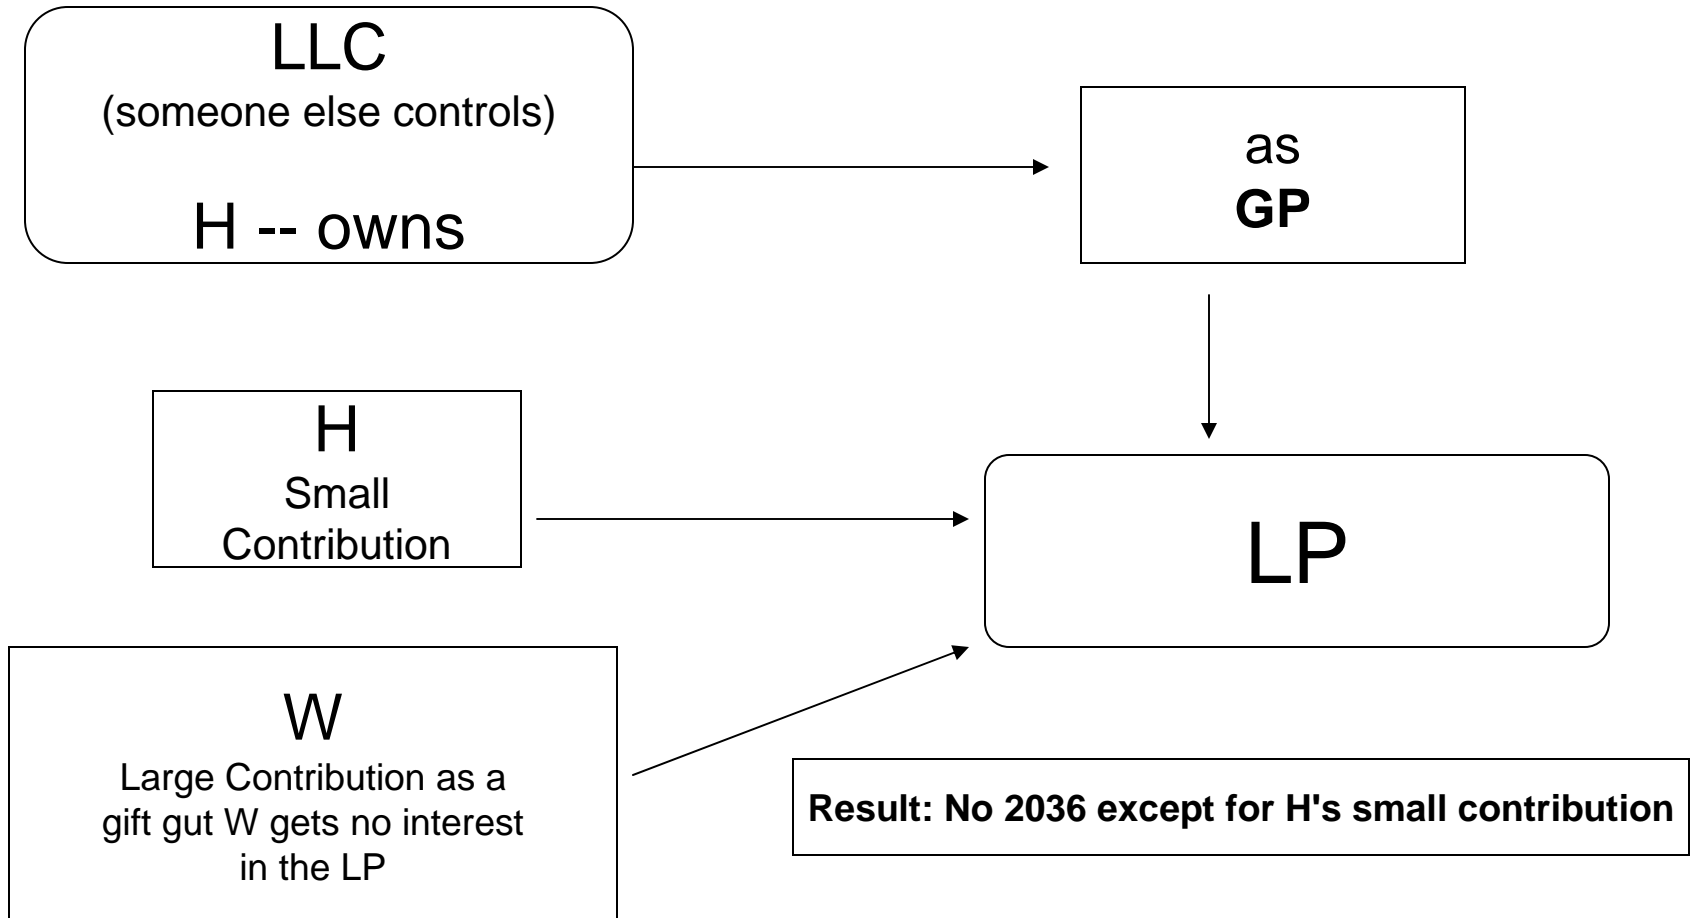 LLC
(someone else controls)
H -- owns
as
GP
H
Small
Contribution
LP
W
Large Contribution as a
gift gut W gets no interest
in the LP
Result: No 2036 except for H's small contribution